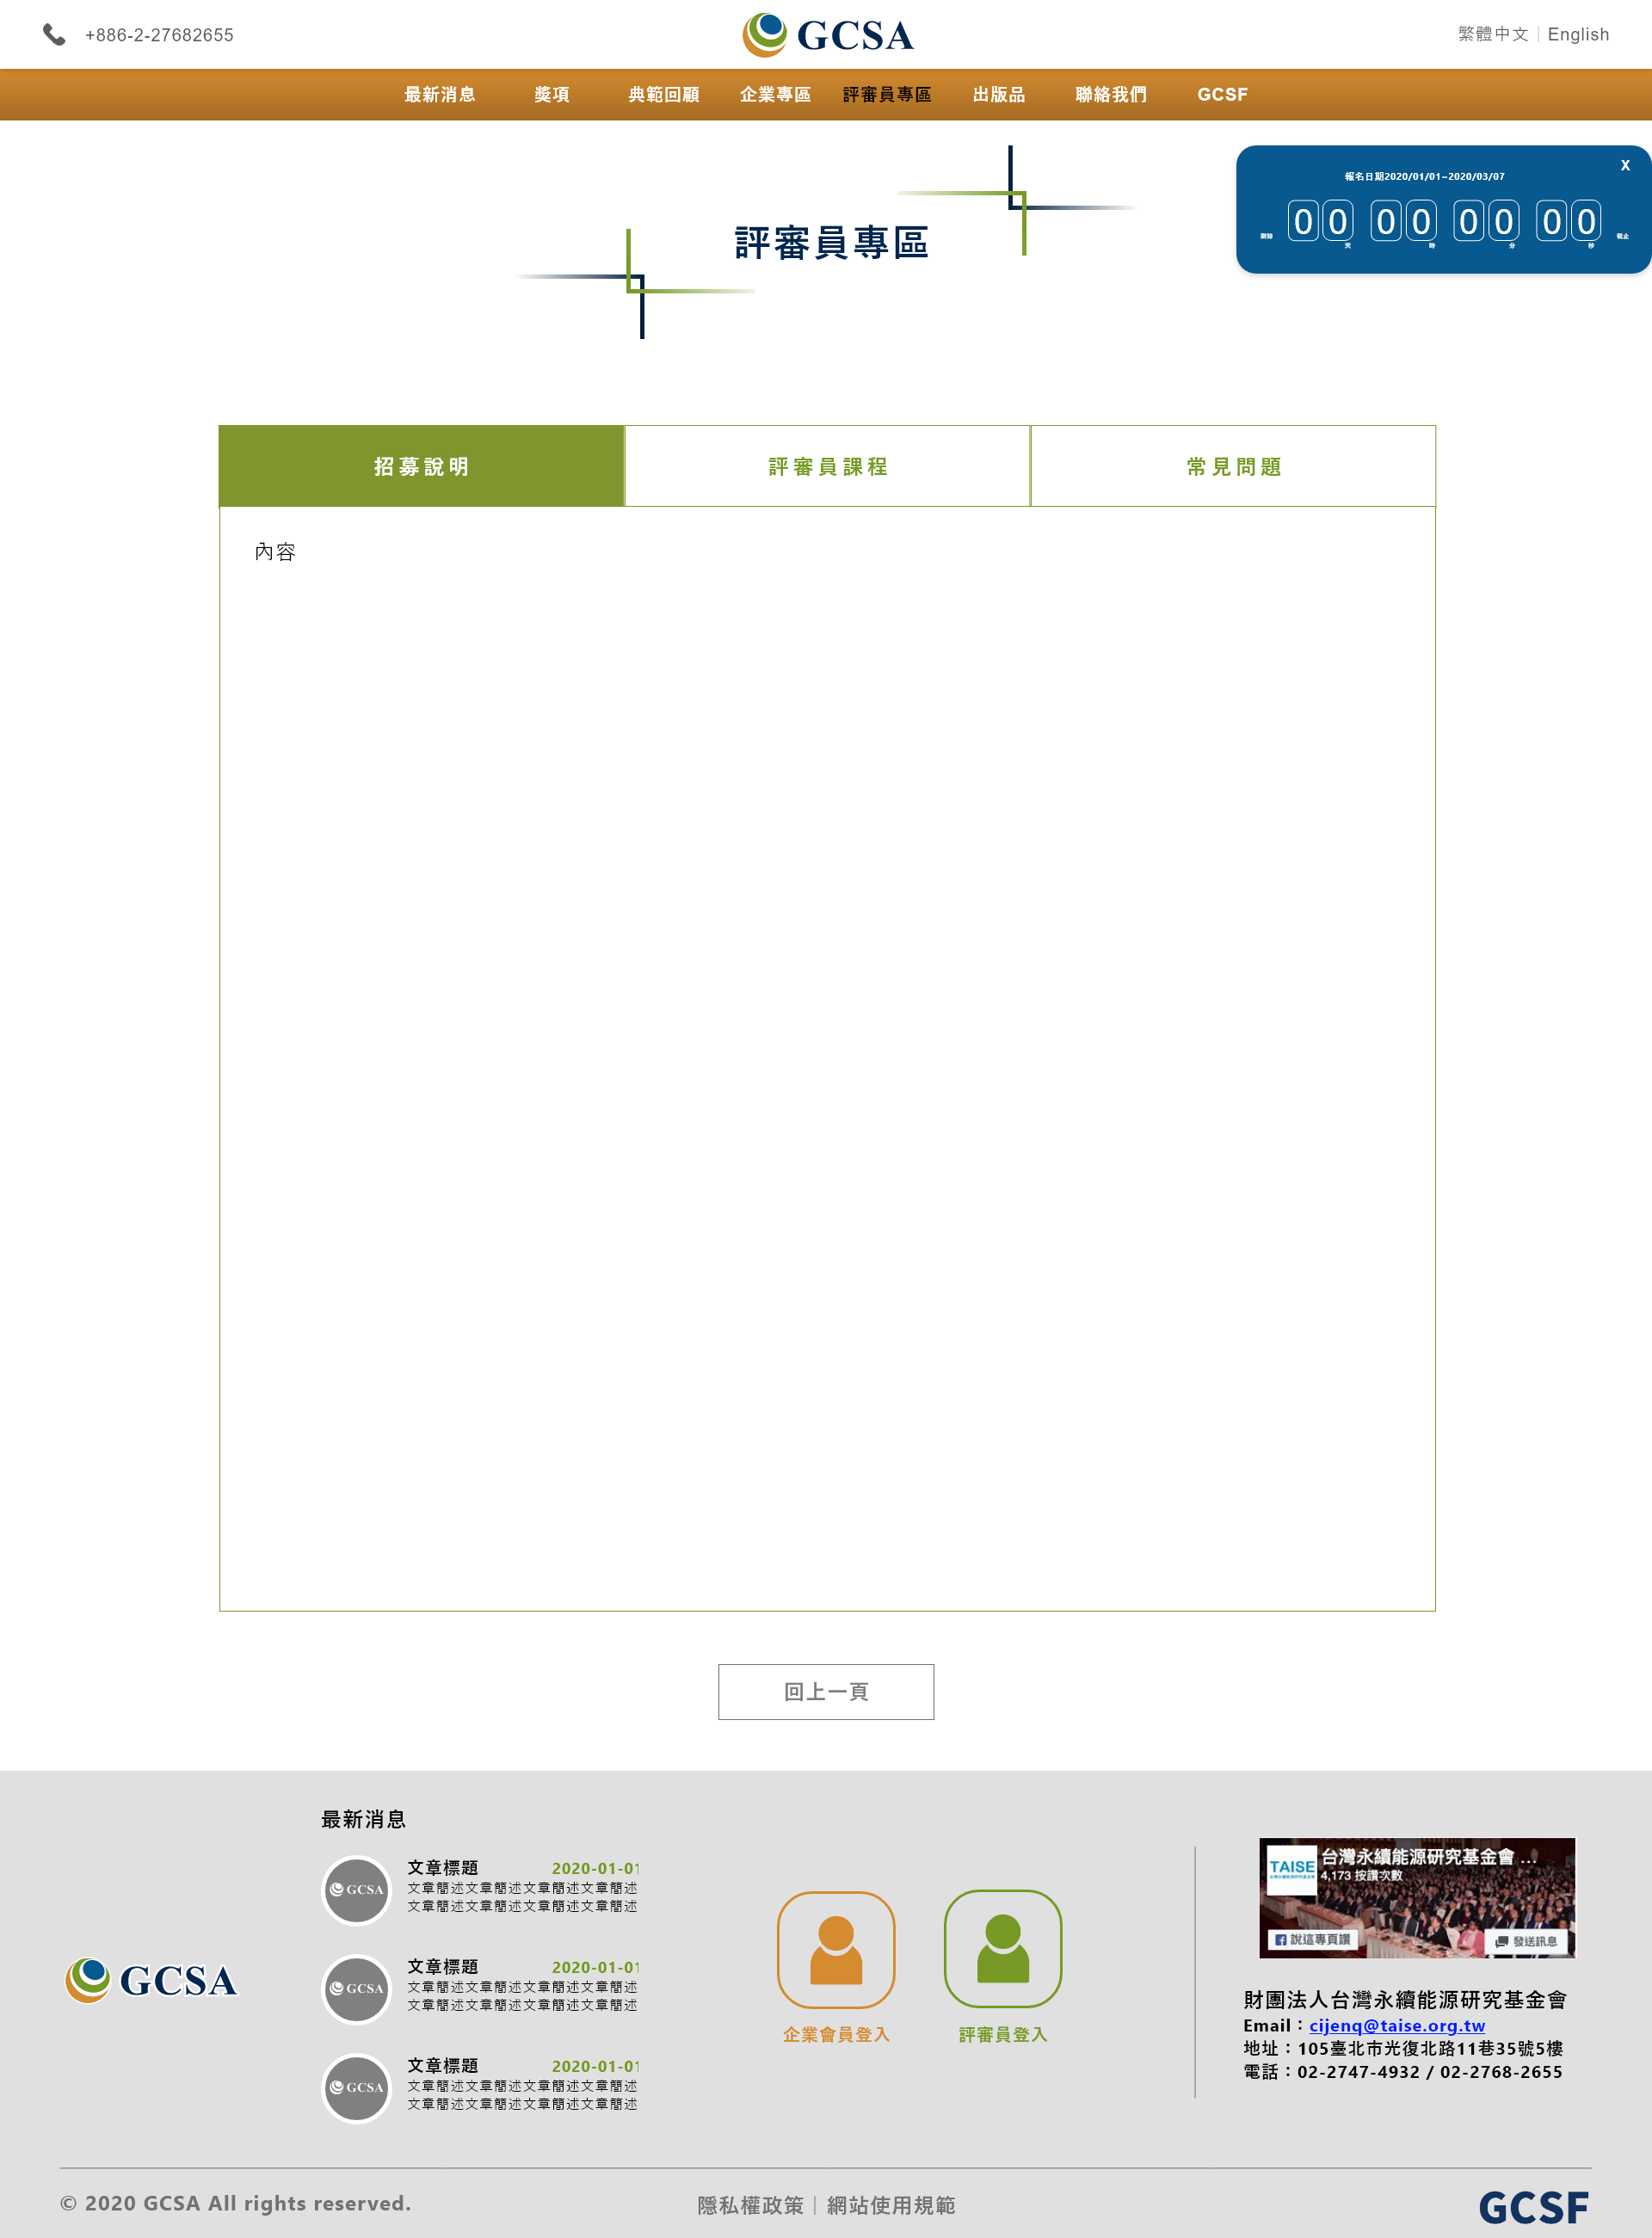 +886-2-27682655
GCSA
繁體中文｜English
最新消息 獎項 典範回顧 企業專區 評審員專區 出版品 聯絡我們 GCSF
X
報名日期2020/01/01~2020/03/07
剩餘 00 天 00 時 00 分 00 秒 截止
評審員專區
招募說明 評審員課程 常見問題
內容
回上一頁
最新消息
GCSA
文章標題 2020-01-01
文章簡述文章簡述文章簡述文章簡述
文章簡述文章簡述文章簡述文章簡述
GCSA
文章標題 2020-01-01
文章簡述文章簡述文章簡述文章簡述
文章簡述文章簡述文章簡述文章簡述
GCSA
文章標題 2020-01-01
文章簡述文章簡述文章簡述文章簡述
文章簡述文章簡述文章簡述文章簡述
GCSA
企業會員登入
評審員登入
TAISE
台灣永續能源研究基金會 ...
4,173 按讚次數
說這專頁讚
發送訊息
財團法人台灣永續能源研究基金會
Email：cijenq@taise.org.tw
地址：105臺北市光復北路11巷35號5樓
電話：02-2747-4932 / 02-2768-2655
© 2020 GCSA All rights reserved.
隱私權政策｜網站使用規範
GCSF